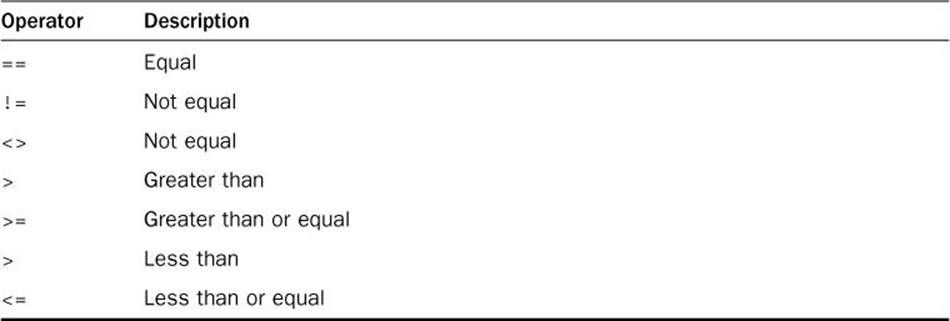 Operator Description
== Equal
!= Not equal
<> Not equal
> Greater than
>= Greater than or equal
> Less than
<= Less than or equal